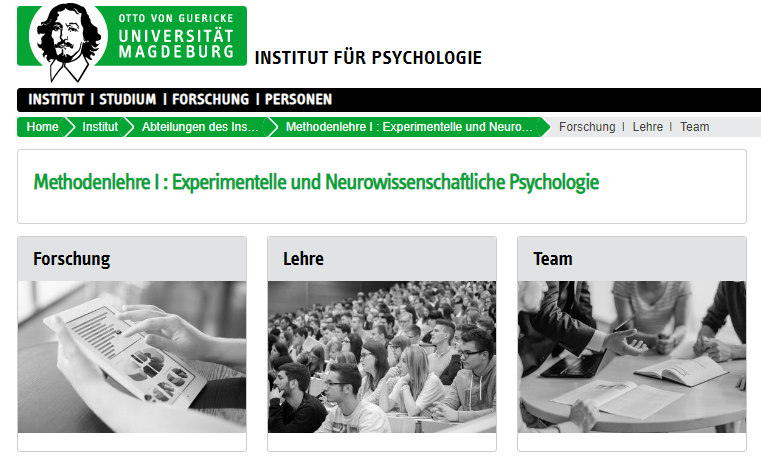 OTTO VON GUERICKE
UNIVERSITÄT
MAGDEBURG
INSTITUT FÜR PSYCHOLOGIE
INSTITUT | STUDIUM | FORSCHUNG | PERSONEN
Home Institut Abteilungen des Ins... Methodenlehre I : Experimentelle und Neuro... Forschung | Lehre | Team
Methodenlehre I : Experimentelle und Neurowissenschaftliche Psychologie
Forschung Lehre Team